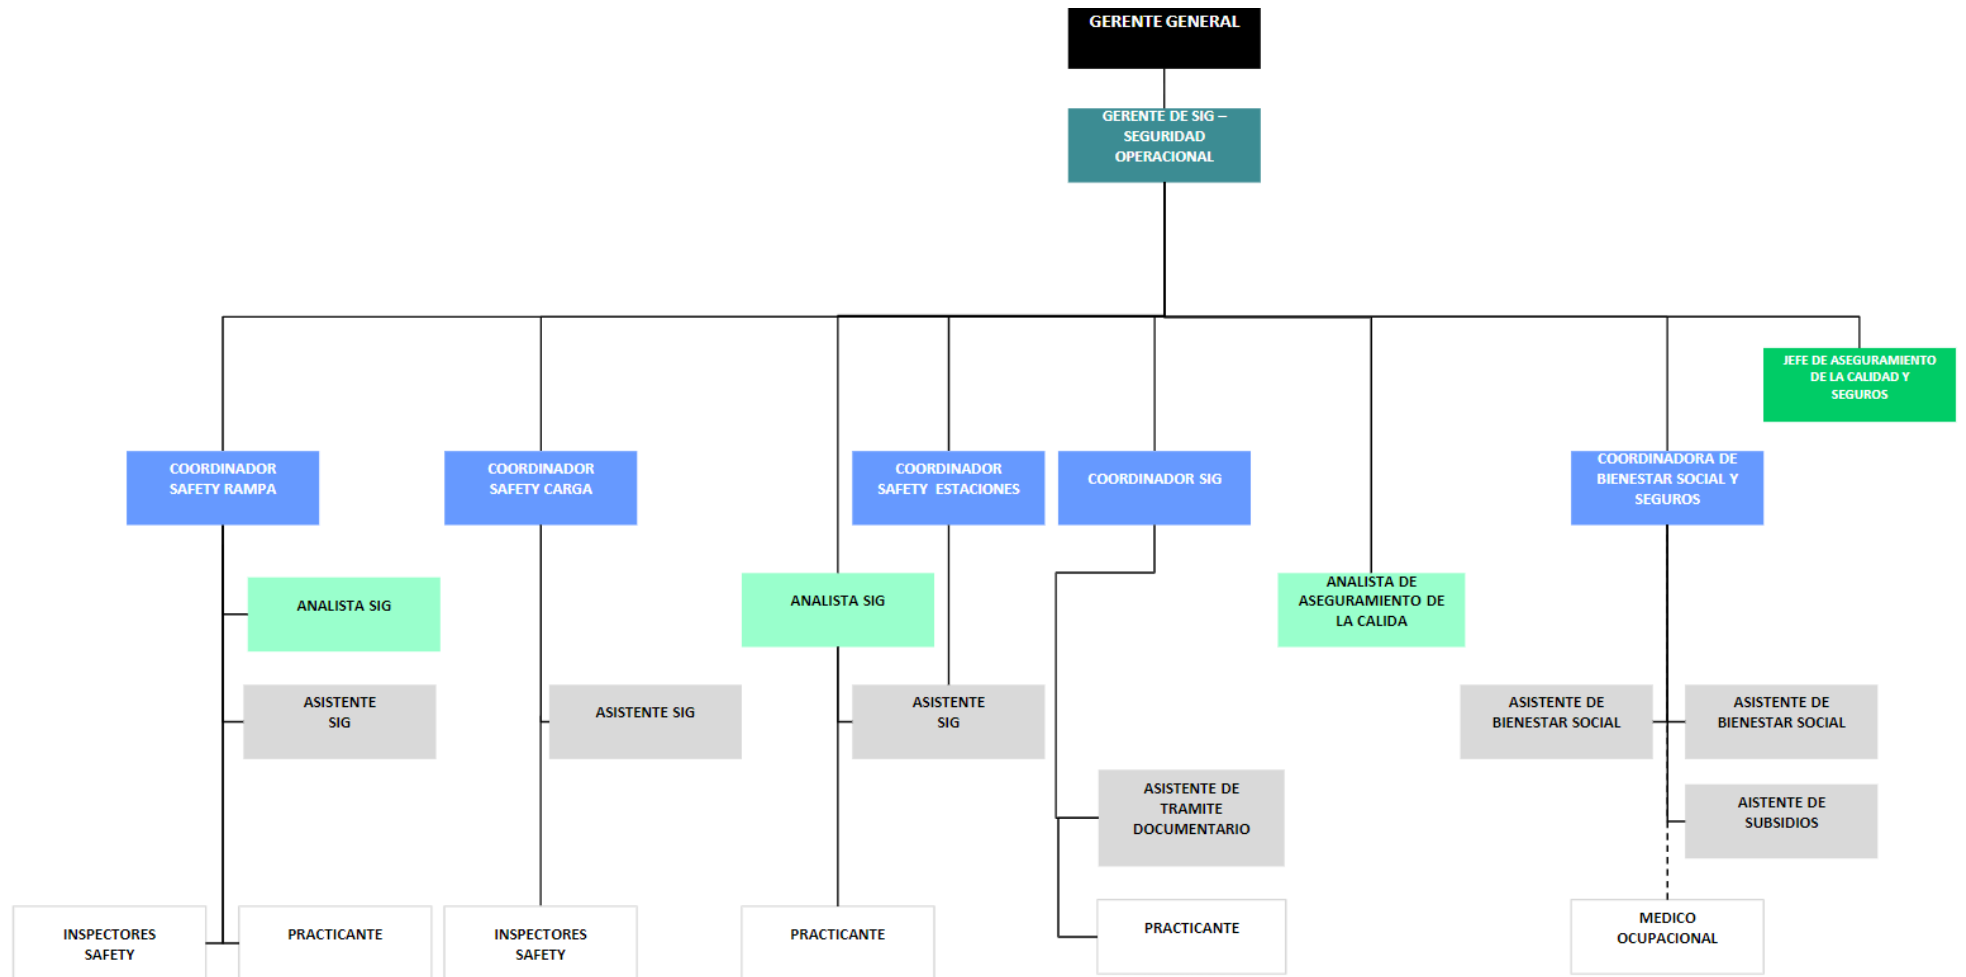 GERENTE GENERAL
GERENTE DE SIG –
SEGURIDAD
OPERACIONAL
JEFE DE ASEGURAMIENTO
DE LA CALIDAD Y
SEGUROS
COORDINADOR
SAFETY RAMPA
COORDINADOR
SAFETY CARGA
COORDINADOR
SAFETY ESTACIONES
COORDINADOR SIG
COORDINADORA DE
BIENESTAR SOCIAL Y
SEGUROS
ANALISTA SIG
ANALISTA SIG
ANALISTA DE
ASEGURAMIENTO DE
LA CALIDA
ASISTENTE
SIG
ASISTENTE SIG
ASISTENTE
SIG
ASISTENTE DE
BIENESTAR SOCIAL
ASISTENTE DE
BIENESTAR SOCIAL
ASISTENTE DE
TRAMITE
DOCUMENTARIO
AISTENTE DE
SUBSIDIOS
INSPECTORES
SAFETY
PRACTICANTE
INSPECTORES
SAFETY
PRACTICANTE
PRACTICANTE
MEDICO
OCUPACIONAL